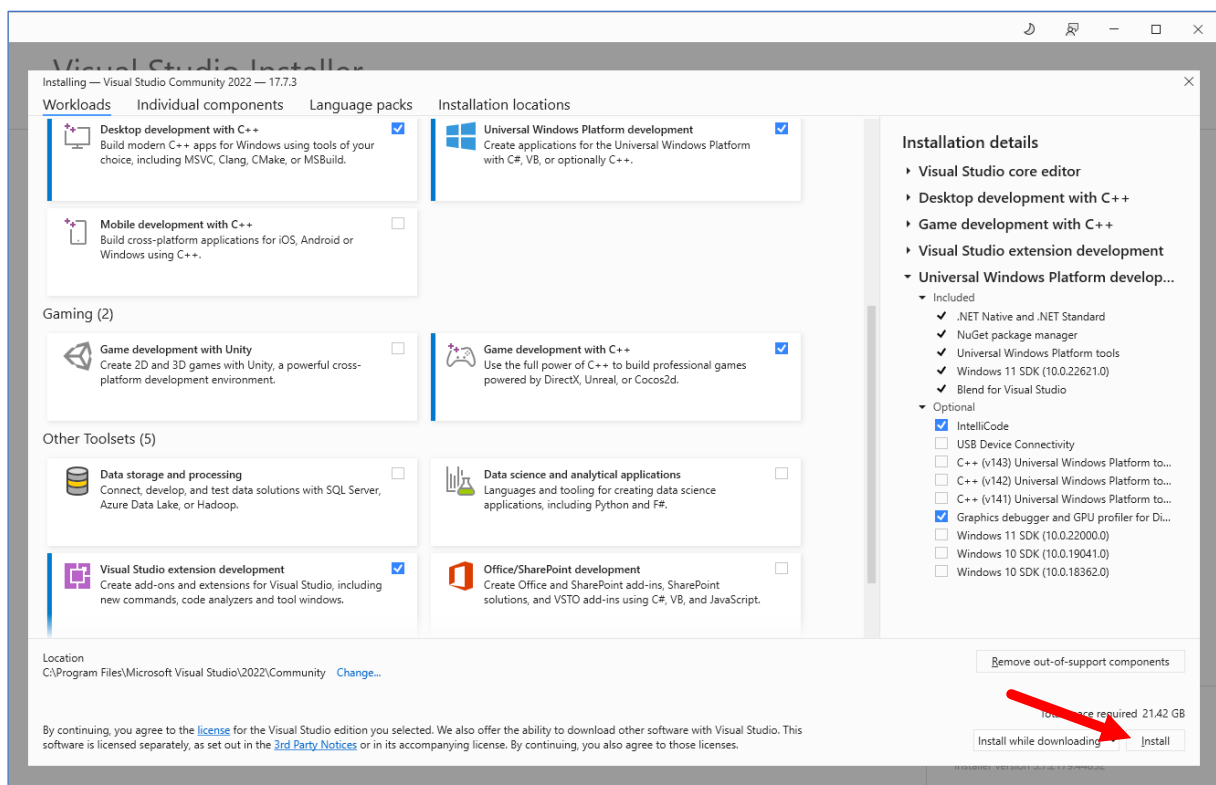 Visual Studio Installer
Installing — Visual Studio Community 2022 — 17.7.3
Workloads Individual components Language packs Installation locations
Desktop development with C++
Build modern C++ apps for Windows using tools of your
choice, including MSVC, Clang, CMake, or MSBuild.
Universal Windows Platform development
Create applications for the Universal Windows Platform
with C#, VB, or optionally C++.
Mobile development with C++
Build cross-platform applications for iOS, Android or
Windows using C++.
Gaming (2)
Game development with Unity
Create 2D and 3D games with Unity, a powerful cross-
platform development environment.
Game development with C++
Use the full power of C++ to build professional games
powered by DirectX, Unreal, or Cocos2d.
Other Toolsets (5)
Data storage and processing
Connect, develop, and test data solutions with SQL Server,
Azure Data Lake, or Hadoop.
Data science and analytical applications
Languages and tooling for creating data science
applications, including Python and F#.
Visual Studio extension development
Create add-ons and extensions for Visual Studio, including
new commands, code analyzers and tool windows.
Office/SharePoint development
Create Office and SharePoint add-ins, SharePoint
solutions, and VSTO add-ins using C#, VB, and JavaScript.
Installation details
Visual Studio core editor
Desktop development with C++
Game development with C++
Visual Studio extension development
Universal Windows Platform develop...
Included
.NET Native and .NET Standard
NuGet package manager
Universal Windows Platform tools
Windows 11 SDK (10.0.22621.0)
Blend for Visual Studio
Optional
IntelliCode
USB Device Connectivity
C++ (v143) Universal Windows Platform to...
C++ (v142) Universal Windows Platform to...
C++ (v141) Universal Windows Platform to...
Graphics debugger and GPU profiler for Di...
Windows 11 SDK (10.0.22000.0)
Windows 10 SDK (10.0.19041.0)
Windows 10 SDK (10.0.18362.0)
Location
C:\Program Files\Microsoft Visual Studio\2022\Community Change...
Remove out-of-support components
By continuing, you agree to the license for the Visual Studio edition you selected. We also offer the ability to download other software with Visual Studio. This
software is licensed separately, as set out in the 3rd Party Notices or in its accompanying license. By continuing, you also agree to those licenses.
required 21.42 GB
Install while downloading
Install